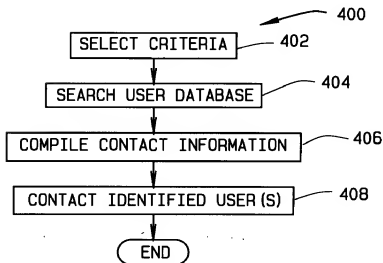 400
SELECT CRITERIA 402
SEARCH USER DATABASE 404
COMPILE CONTACT INFORMATION 406
CONTACT IDENTIFIED USER(S) 408
END